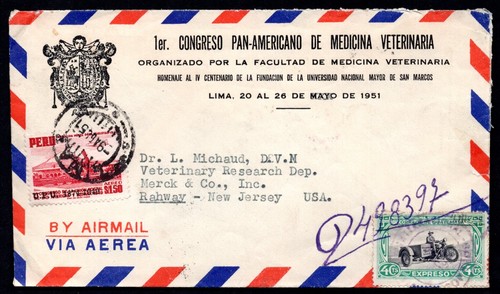 1er. CONGRESO PAN-AMERICANO DE MEDICINA VETERINARIA
ORGANIZADO POR LA FACULTAD DE MEDICINA VETERINARIA
HOMENAJE AL IV CENTENARIO DE LA FUNDACION DE LA UNIVERSIDAD NACIONAL MAYOR DE SAN MARCOS
LIMA, 20 AL 26 DE MAYO DE 1951
PERU
S/.1.50
Dr. L. Michaud, D.V.M
Veterinary Research Dep.
Merck & Co., Inc.
Rahway - New Jersey USA.
BY AIRMAIL
VIA AEREA
EXPRESO